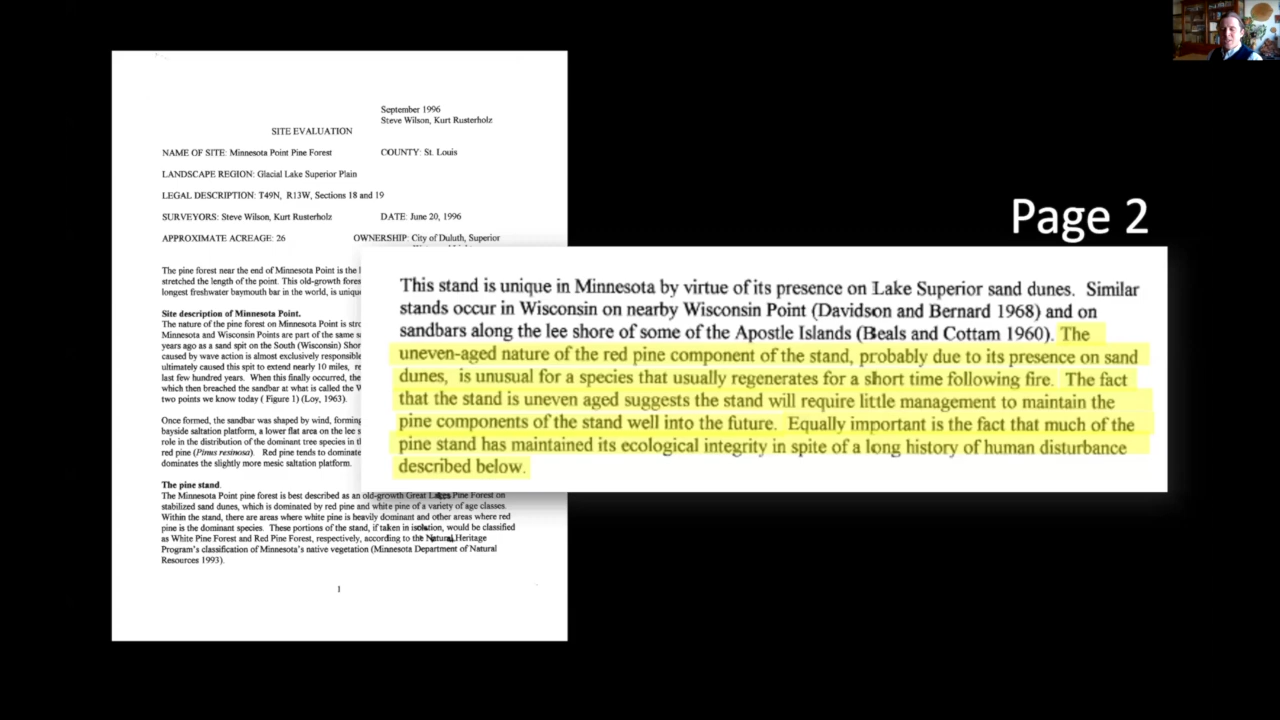 September 1996
Steve Wilson, Kurt Rusterholz
SITE EVALUATION
NAME OF SITE: Minnesota Point Pine Forest COUNTY: St. Louis
LANDSCAPE REGION: Glacial Lake Superior Plain
LEGAL DESCRIPTION: T49N, R13W, Sections 18 and 19
SURVEYORS: Steve Wilson, Kurt Rusterholz DATE: June 20, 1996
APPROXIMATE ACREAGE: 26 OWNERSHIP: City of Duluth, Superior
The pine forest near the end of Minnesota Point is the
stretched the length of the point. This old-growth
longest freshwater baymouth bar in the world, is
Site description of Minnesota Point.
The nature of the pine forest on Minnesota Point is
Minnesota and Wisconsin Points are part of the same
years ago as a sand spit on the South (Wisconsin)
caused by wave action is almost exclusively responsible
ultimately caused this spit to extend nearly 10 miles,
last few hundred years. When this finally occurred, the
which then breached the sandbar at what is called the
two points we know today ( Figure 1) (Loy, 1963).
Once formed, the sandbar was shaped by wind,
bayside saltation platform, a lower flat area on the lee
role in the distribution of the dominant tree species in
red pine (Pinus resinosa). Red pine tends to dominate
dominates the slightly more mesic saltation platform.
The pine stand.
The Minnesota Point pine forest is best described as an old-growth Great Lakes Pine Forest on
stabilized sand dunes, which is dominated by red pine and white pine of a variety of age classes.
Within the stand, there are areas where white pine is heavily dominant and other areas where red
pine is the dominant species. These portions of the stand, if taken in isolation, would be classified
as White Pine Forest and Red Pine Forest, respectively, according to the Natural Heritage
Program's classification of Minnesota's native vegetation (Minnesota Department of Natural
Resources 1993).
1
Page 2
This stand is unique in Minnesota by virtue of its presence on Lake Superior sand dunes. Similar
stands occur in Wisconsin on nearby Wisconsin Point (Davidson and Bernard 1968) and on
sandbars along the lee shore of some of the Apostle Islands (Beals and Cottam 1960). The
uneven-aged nature of the red pine component of the stand, probably due to its presence on sand
dunes, is unusual for a species that usually regenerates for a short time following fire. The fact
that the stand is uneven aged suggests the stand will require little management to maintain the
pine components of the stand well into the future. Equally important is the fact that much of the
pine stand has maintained its ecological integrity in spite of a long history of human disturbance
described below.